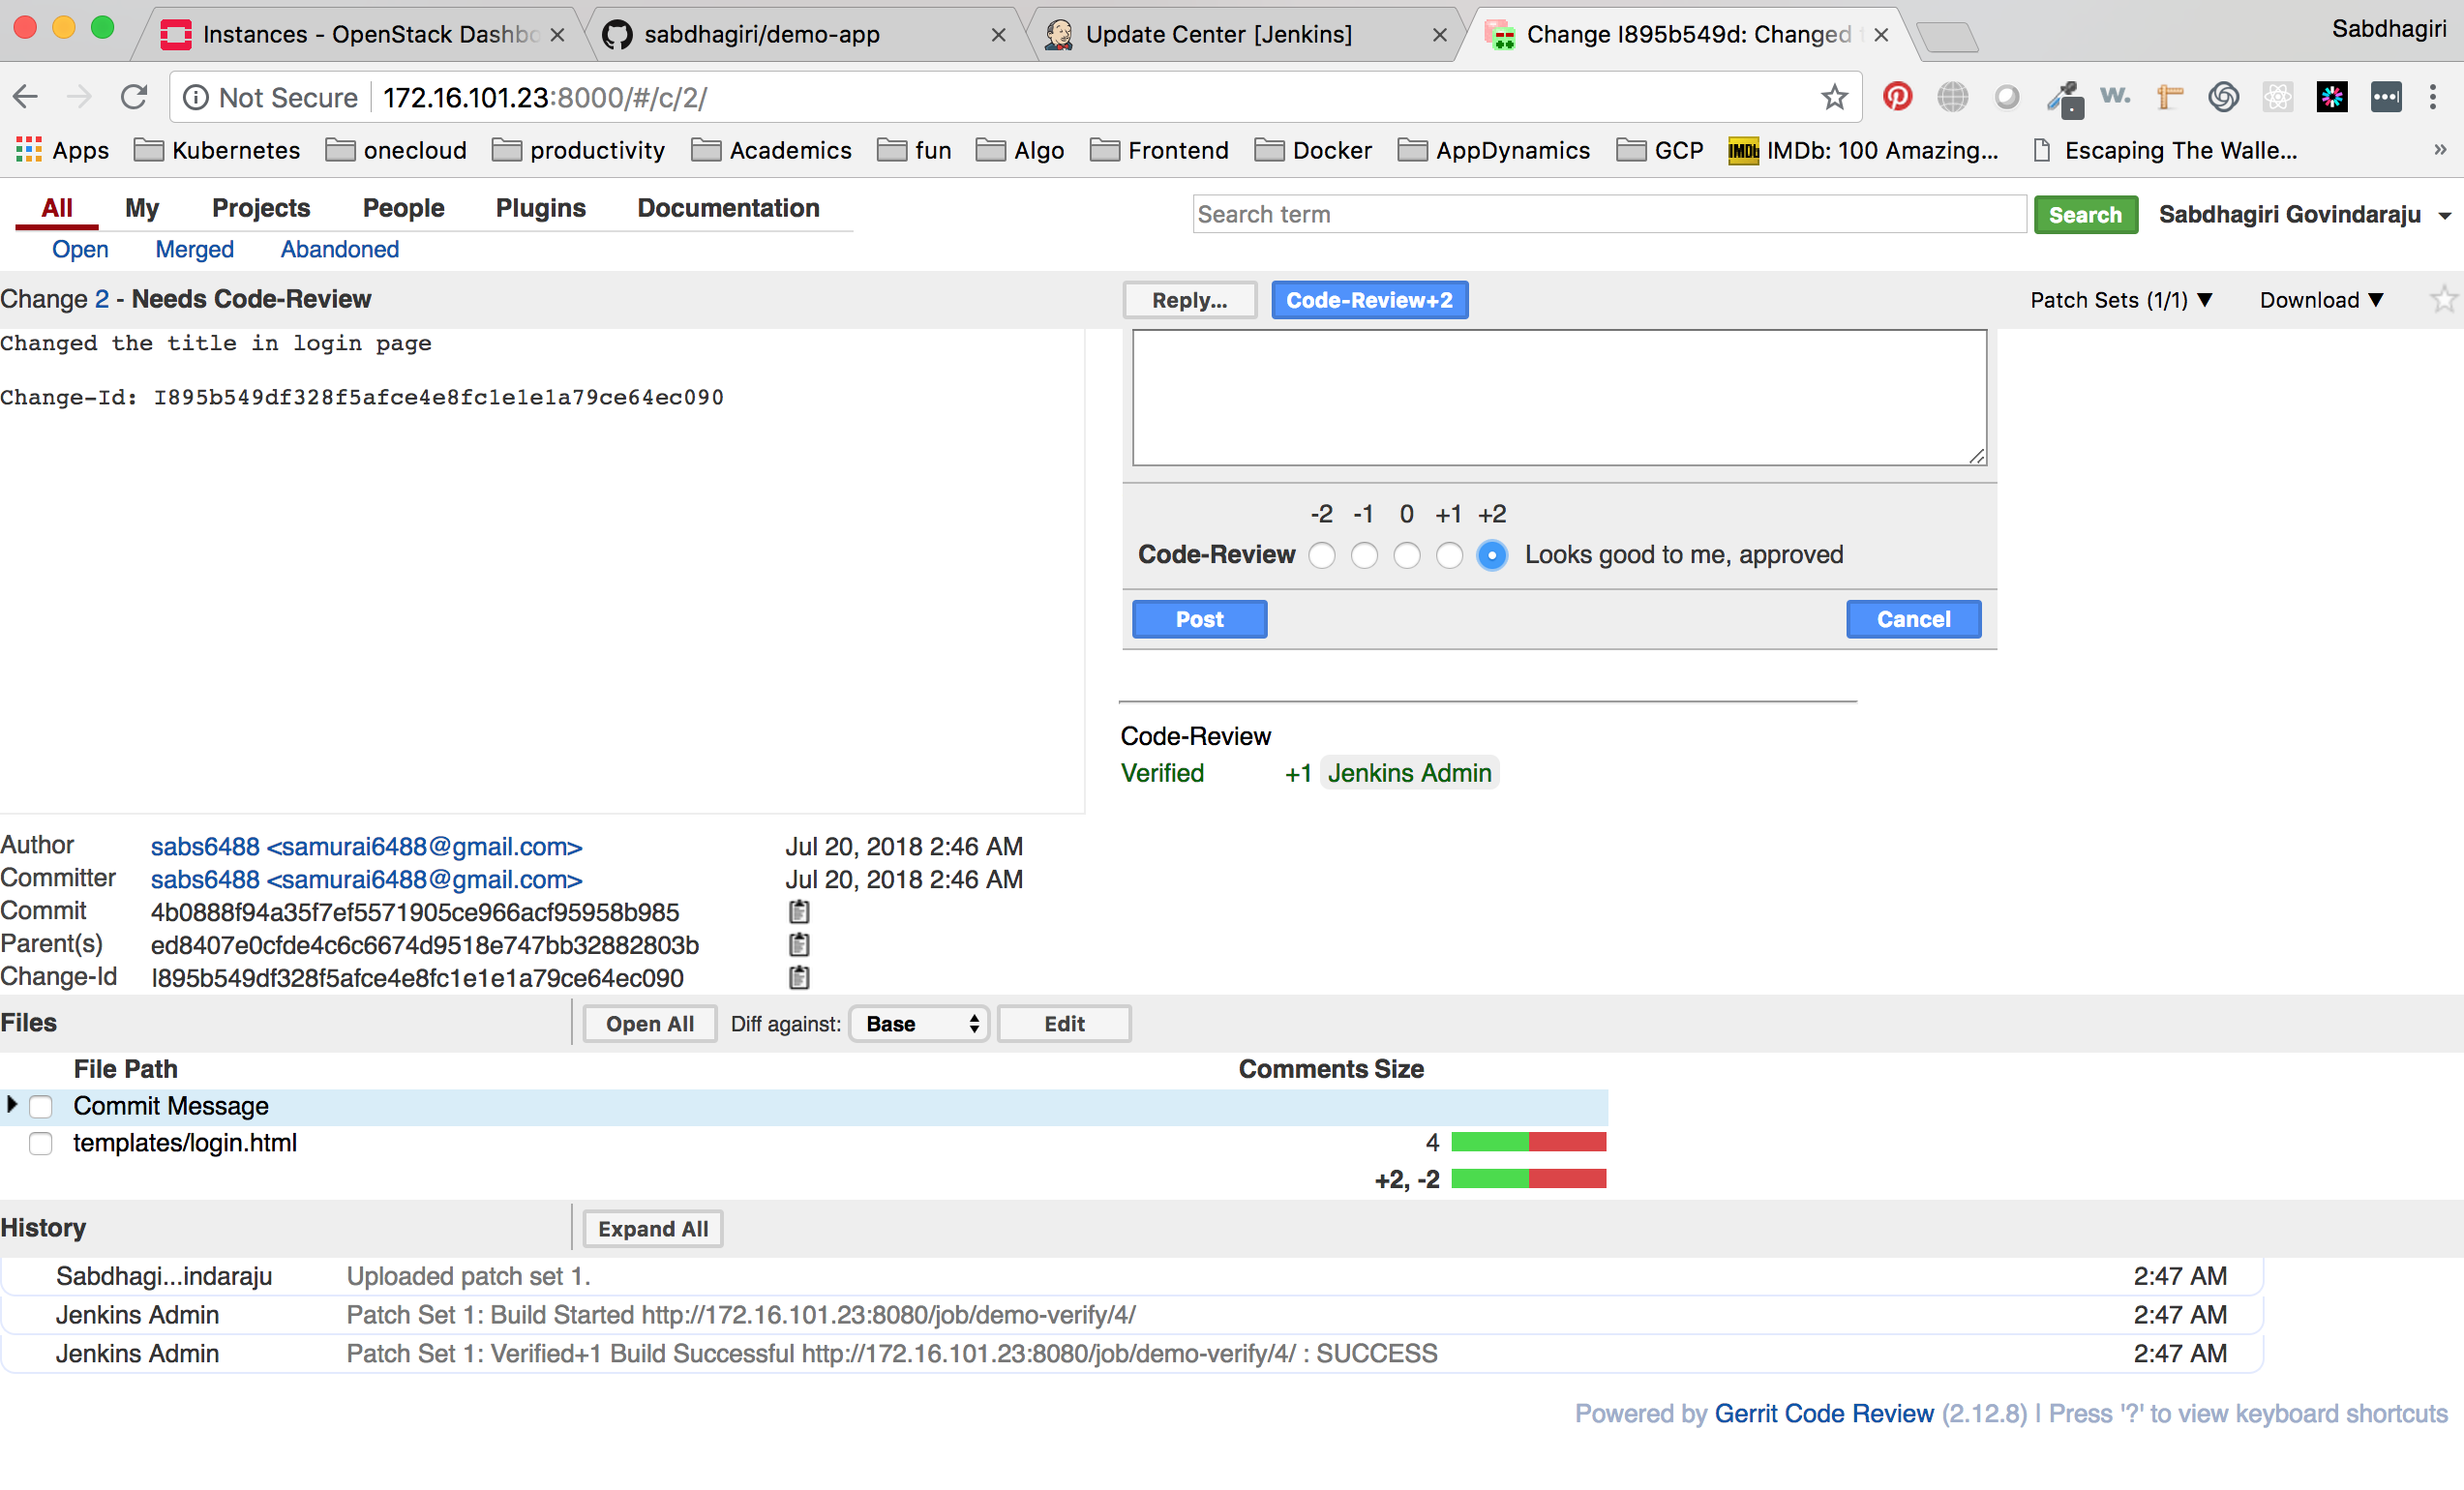 Instances - OpenStack Dashbo
sabdhagiri/demo-app
Update Center [Jenkins]
Change I895b549d: Changed
Sabdhagiri
Not Secure
172.16.101.23:8000/#/c/2/
w.
Apps
Kubernetes
onecloud
productivity
Academics
fun
Algo
Frontend
Docker
AppDynamics
GCP
IMDb
IMDb: 100 Amazing...
Escaping The Walle...
»
All My Projects People Plugins Documentation
Search term
Search
Sabdhagiri Govindaraju
Open Merged Abandoned
Change 2 - Needs Code-Review
Reply...
Code-Review+2
Patch Sets (1/1) ▼
Download ▼
Changed the title in login page
Change-Id: I895b549df328f5afce4e8fc1e1e1a79ce64ec090
-2 -1 0 +1 +2
Code-Review Looks good to me, approved
Post
Cancel
Code-Review
Verified +1 Jenkins Admin
Author sabs6488 <samurai6488@gmail.com> Jul 20, 2018 2:46 AM
Committer sabs6488 <samurai6488@gmail.com> Jul 20, 2018 2:46 AM
Commit 4b0888f94a35f7ef5571905ce966acf95958b985
Parent(s) ed8407e0cfde4c6c6674d9518e747bb32882803b
Change-Id I895b549df328f5afce4e8fc1e1e1a79ce64ec090
Files
Open All
Diff against: Base
Edit
File Path Comments Size
Commit Message
templates/login.html 4
+2, -2
History
Expand All
Sabdhagi...indaraju Uploaded patch set 1. 2:47 AM
Jenkins Admin Patch Set 1: Build Started http://172.16.101.23:8080/job/demo-verify/4/ 2:47 AM
Jenkins Admin Patch Set 1: Verified+1 Build Successful http://172.16.101.23:8080/job/demo-verify/4/ : SUCCESS 2:47 AM
Powered by Gerrit Code Review (2.12.8) | Press '?' to view keyboard shortcuts